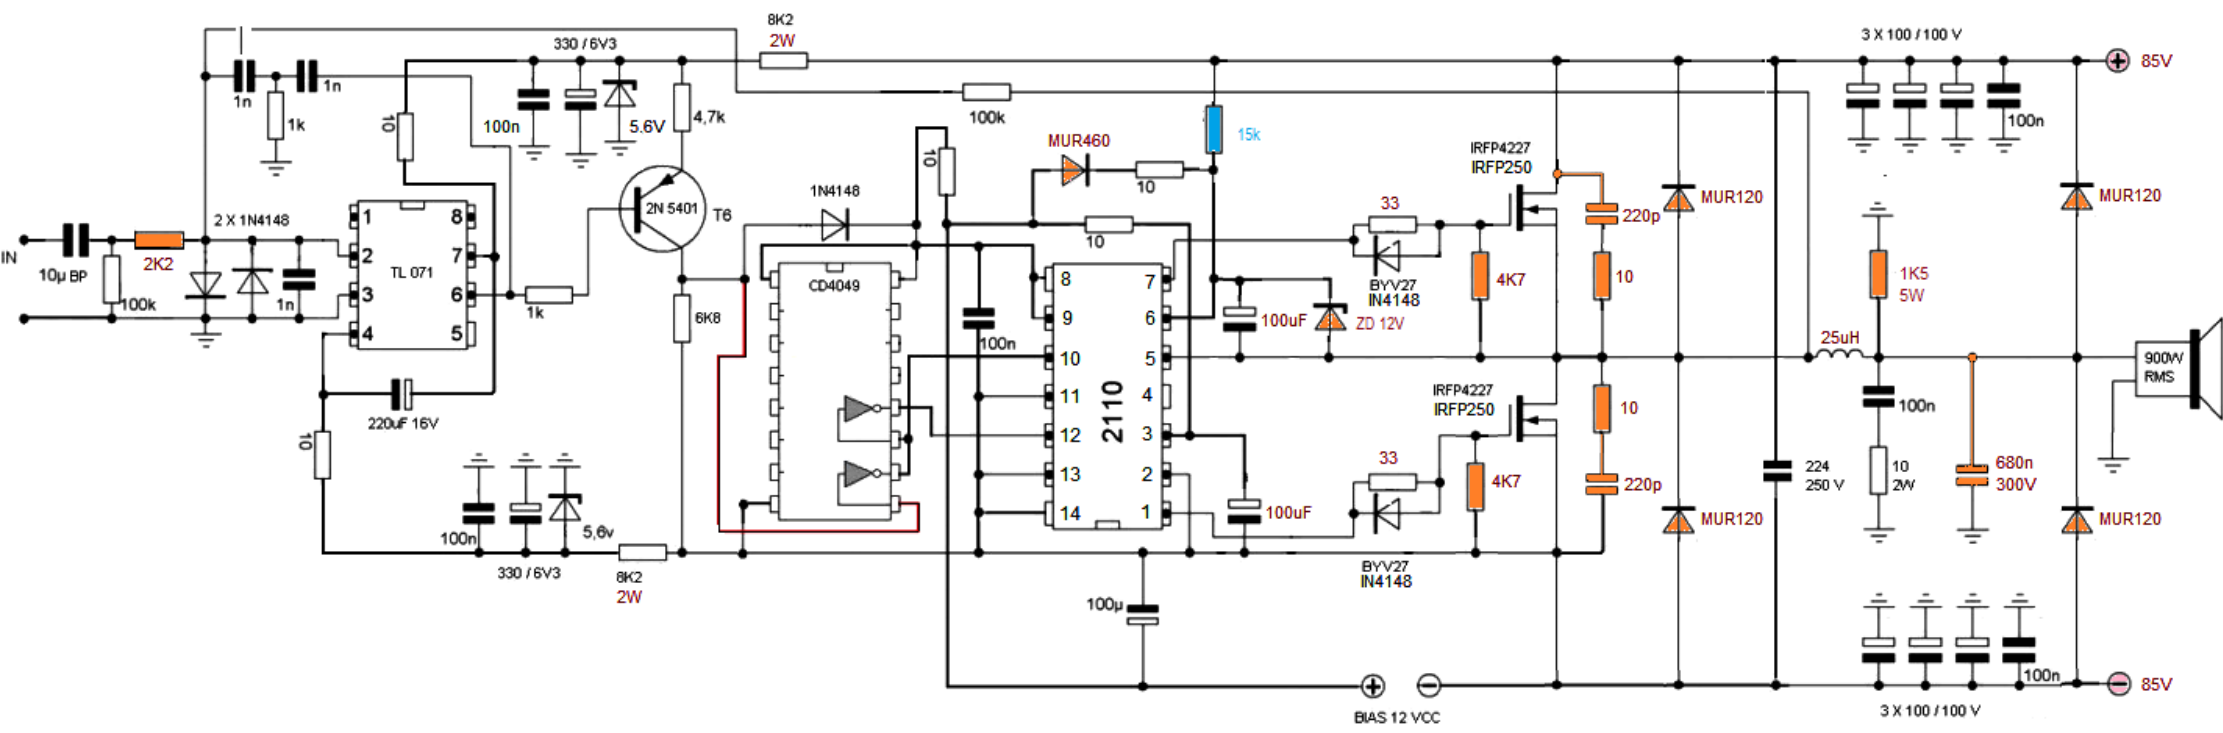 8K2
2W
330 / 6V3
3 X 100 / 100 V
85V
1n
1n
1k
10
100n
5.6V
4,7k
100k
100n
MUR460
15k
10
10
IRFP4227
IRFP250
2 X 1N4148
1N4148
2N 5401
T6
33
220p
MUR120
MUR120
IN
10µ BP
2K2
100k
1n
1
2
3
4
8
7
6
5
TL 071
1k
6K8
CD4049
100n
10
8
9
10
11
12
13
14
7
6
5
4
3
2
1
2110
100uF
ZD 12V
BYV27
IN4148
4K7
10
1K5
5W
25uH
900W
RMS
220uF 16V
10
IRFP4227
IRFP250
10
100n
33
4K7
220p
224
250 V
10
2W
680n
300V
100n
5,6v
330 / 6V3
8K2
2W
100uF
MUR120
MUR120
BYV27
IN4148
100µ
100n
BIAS 12 VCC
85V
3 X 100 / 100 V